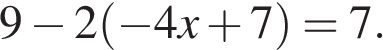 9 − 2(−4x + 7) = 7.